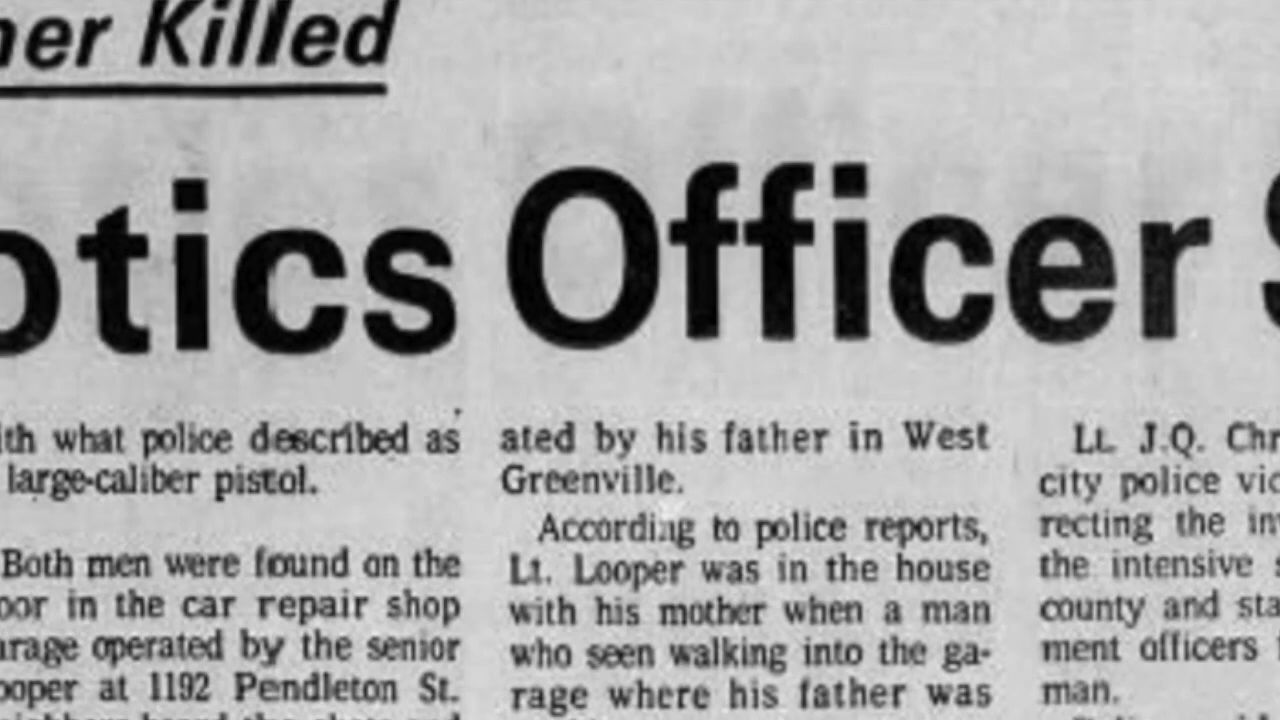 her Killed
otics Officer S
ith what police described as
large-caliber pistol.
Both men were found on the
oor in the car repair shop
arage operated by the senior
ooper at 1192 Pendleton St.
ated by his father in West
Greenville.
According to police reports,
Lt. Looper was in the house
with his mother when a man
who seen walking into the ga-
rage where his father was
Lt. J.Q. Chr
city police vic
recting the in
the intensive s
county and sta
ment officers
man.